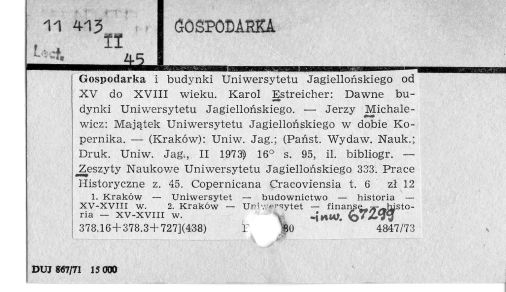 11 413
II
Lect. 45
GOSPODARKA
Gospodarka i budynki Uniwersytetu Jagiellońskiego od
XV do XVIII wieku. Karol Estreicher: Dawne bu-
dynki Uniwersytetu Jagiellońskiego. — Jerzy Michale-
wicz: Majątek Uniwersytetu Jagiellońskiego w dobie Ko-
pernika. — (Kraków): Uniw. Jag.; (Państ. Wydaw. Nauk.;
Druk. Uniw. Jag., II 1973) 16° s. 95, il. bibliogr. —
Zeszyty Naukowe Uniwersytetu Jagiellońskiego 333. Prace
Historyczne z. 45. Copernicana Cracoviensia t. 6 zł 12
1. Kraków — Uniwersytet — budownictwo — historia —
XV-XVIII w. 2. Kraków — Uniwersytet — finanse — histo-
ria — XV-XVIII w.
-inw. 67299
378.16+378.3+727](438) 80 4847/73
DUJ 867/71 15 000